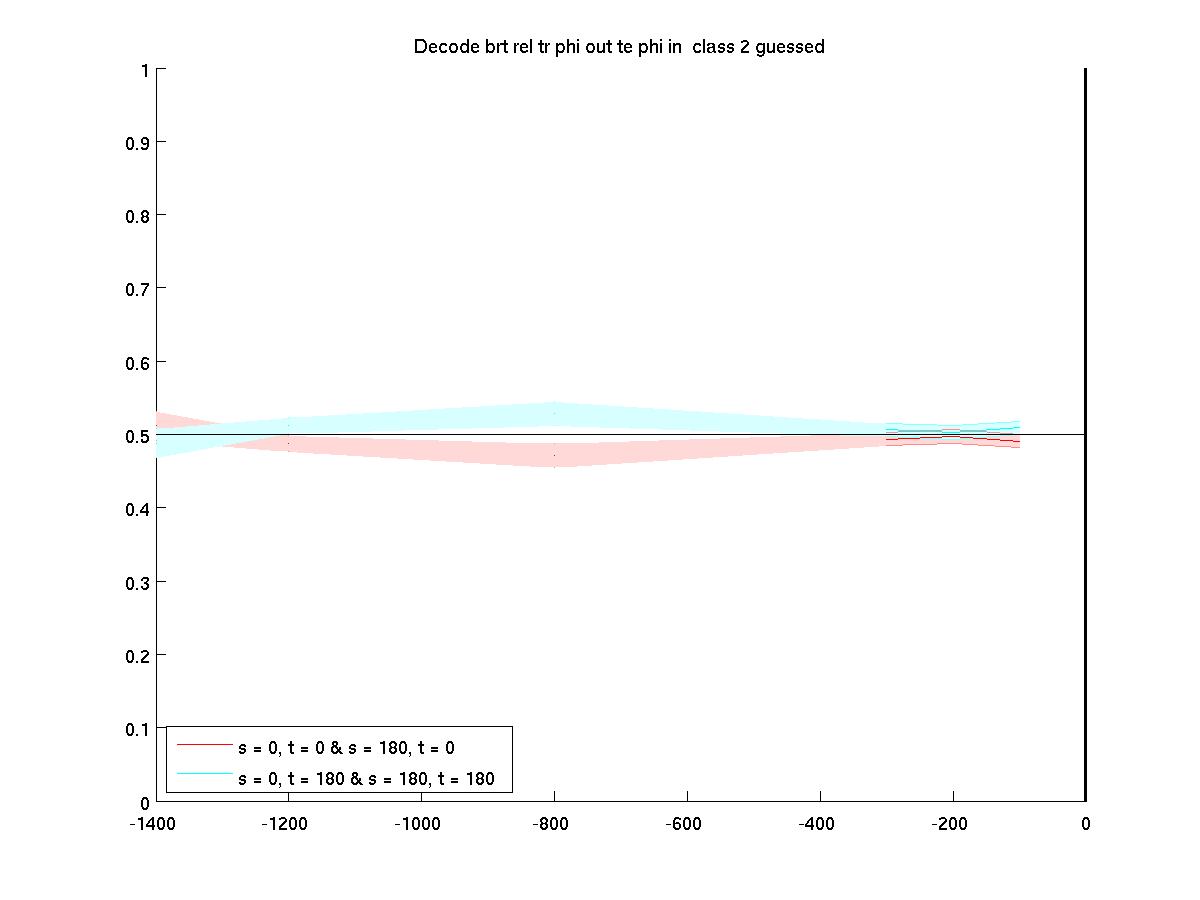 Decode brt rel tr phi out te phi in  class 2 guessed
1
0.9
0.8
0.7
0.6
0.5
0.4
0.3
0.2
0.1
0
s = 0, t = 0 & s = 180, t = 0
s = 0, t = 180 & s = 180, t = 180
-1400 -1200 -1000 -800 -600 -400 -200 0